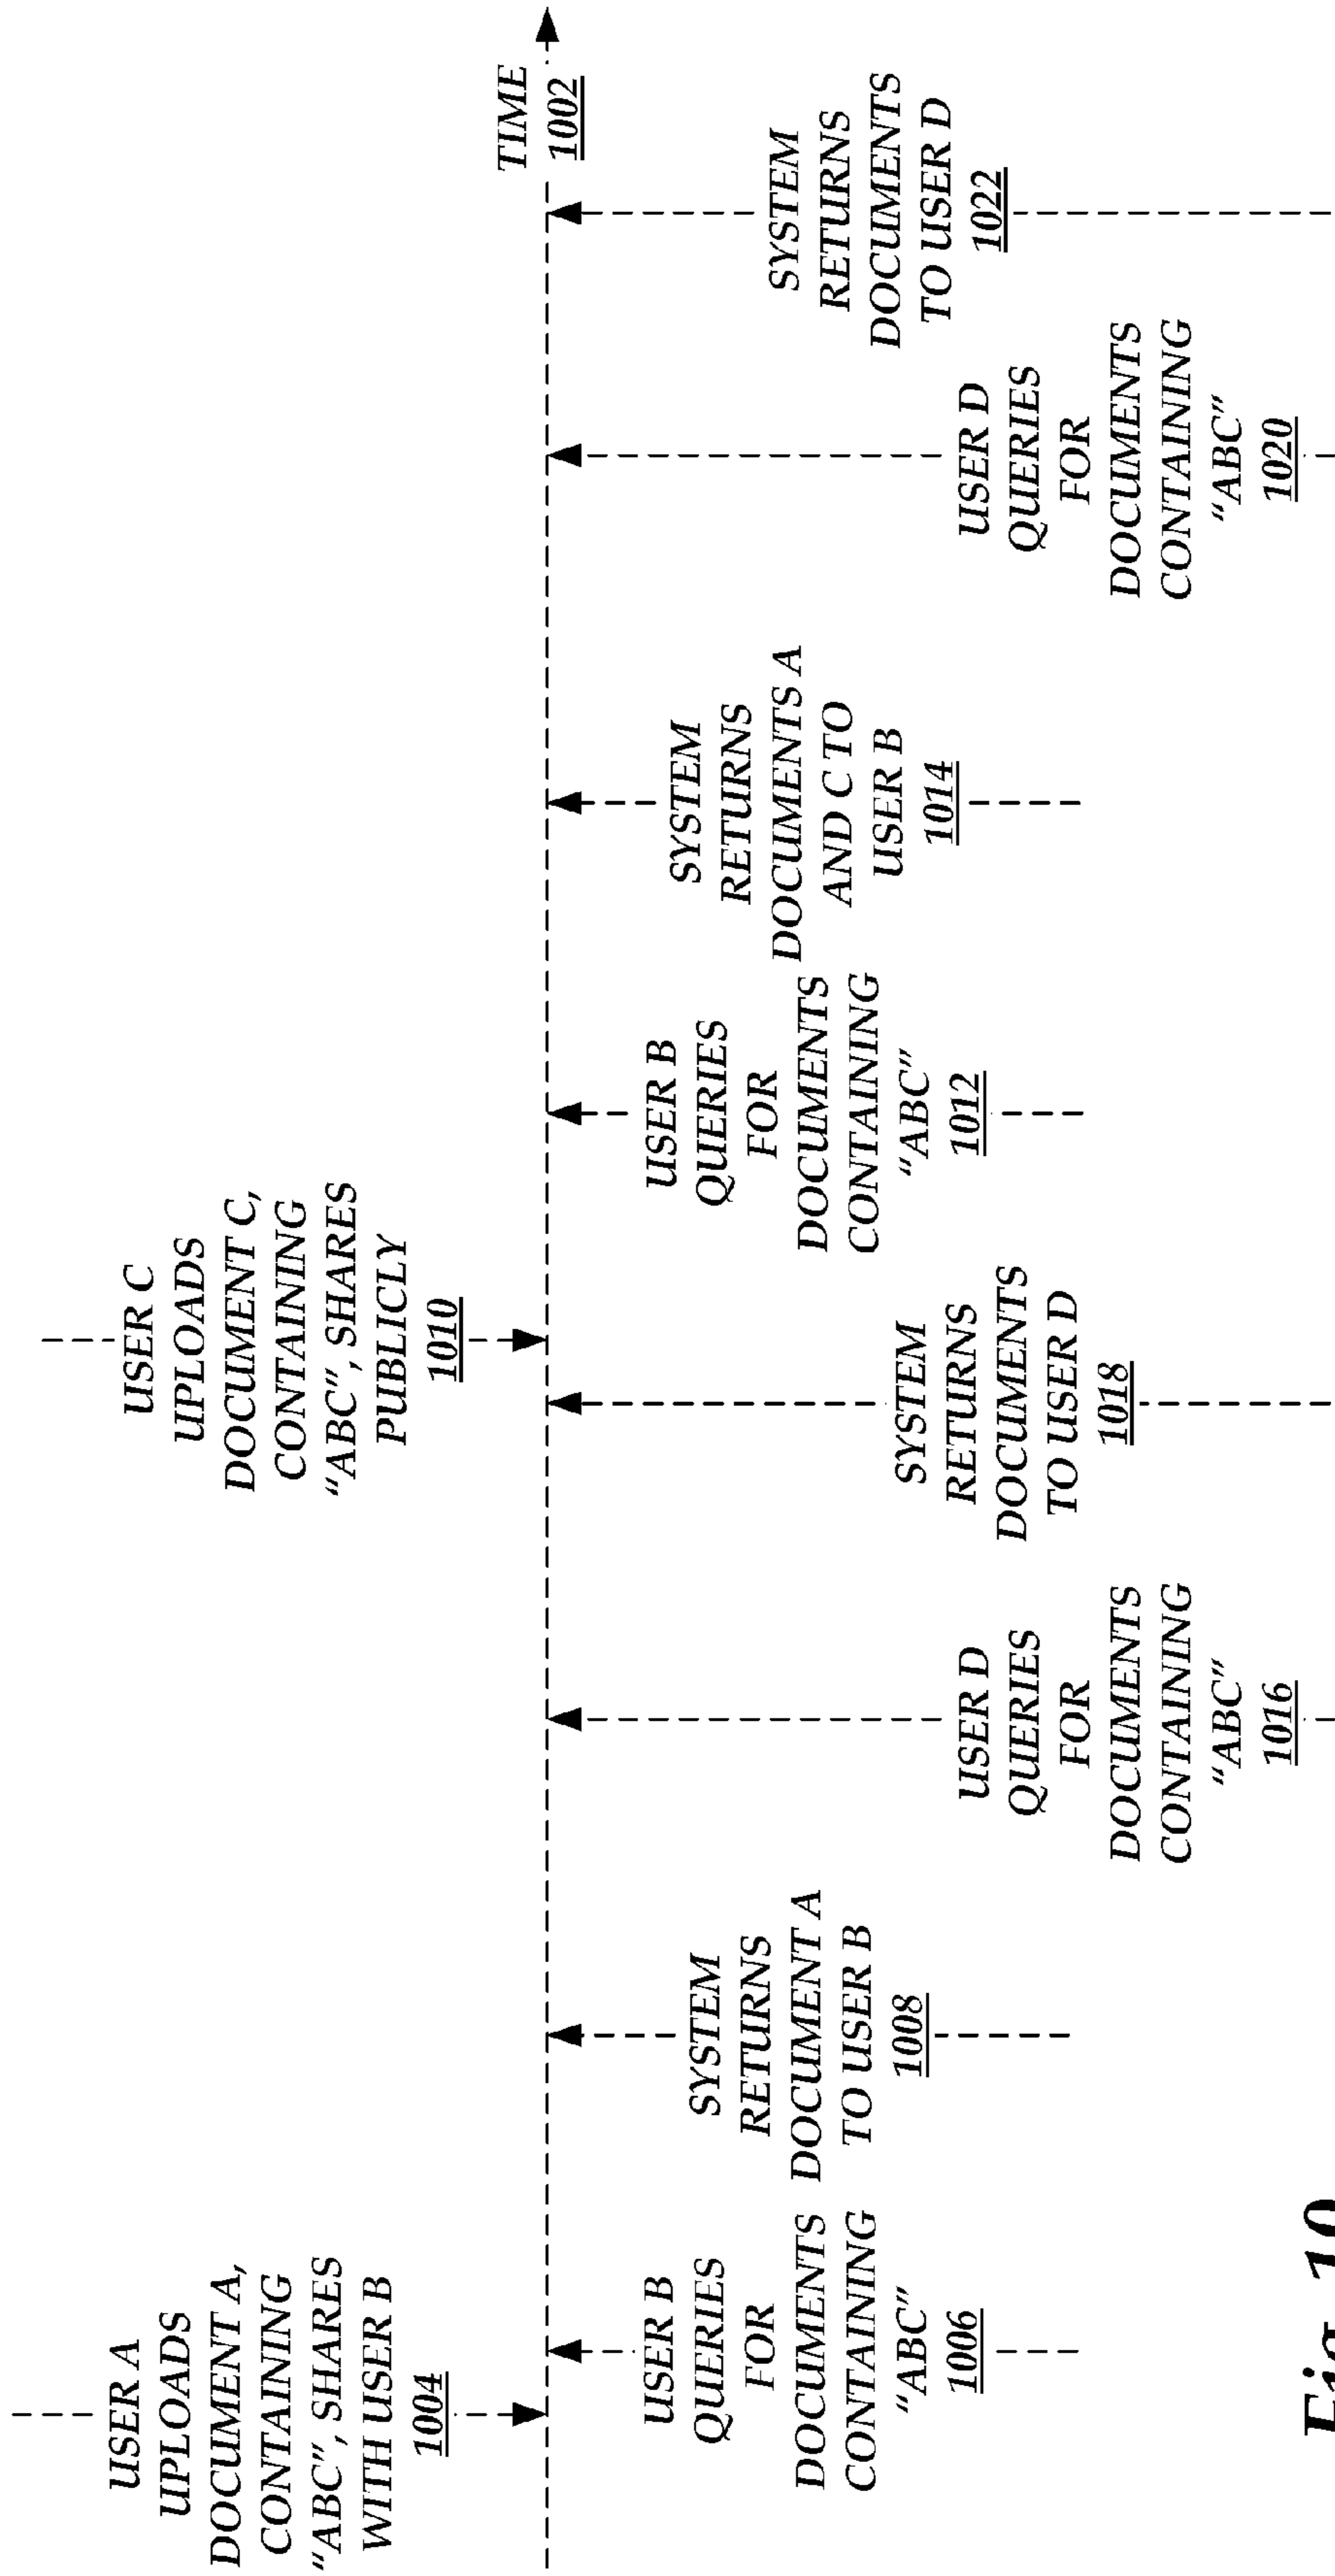 USER A
UPLOADS
DOCUMENT A,
CONTAINING
"ABC", SHARES
WITH USER B
1004
USER C
UPLOADS
DOCUMENT C,
CONTAINING
"ABC", SHARES
PUBLICLY
1010
TIME
1002
USER B
QUERIES
FOR
DOCUMENTS
CONTAINING
"ABC"
1006
SYSTEM
RETURNS
DOCUMENT A
TO USER B
1008
USER D
QUERIES
FOR
DOCUMENTS
CONTAINING
"ABC"
1016
SYSTEM
RETURNS
DOCUMENTS
TO USER D
1018
USER B
QUERIES
FOR
DOCUMENTS
CONTAINING
"ABC"
1012
SYSTEM
RETURNS
DOCUMENTS A
AND C TO
USER B
1014
USER D
QUERIES
FOR
DOCUMENTS
CONTAINING
"ABC"
1020
SYSTEM
RETURNS
DOCUMENTS
TO USER D
1022
Fig. 10